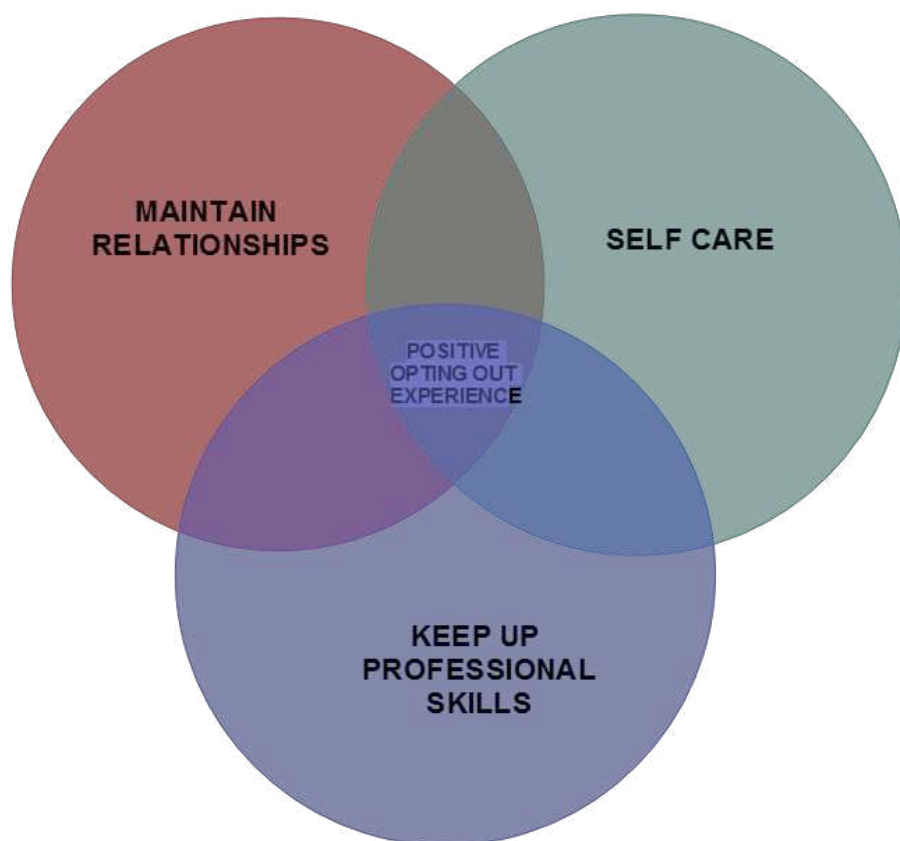 MAINTAIN
RELATIONSHIPS
SELF CARE
POSITIVE
OPTING OUT
EXPERIENCE
KEEP UP
PROFESSIONAL
SKILLS